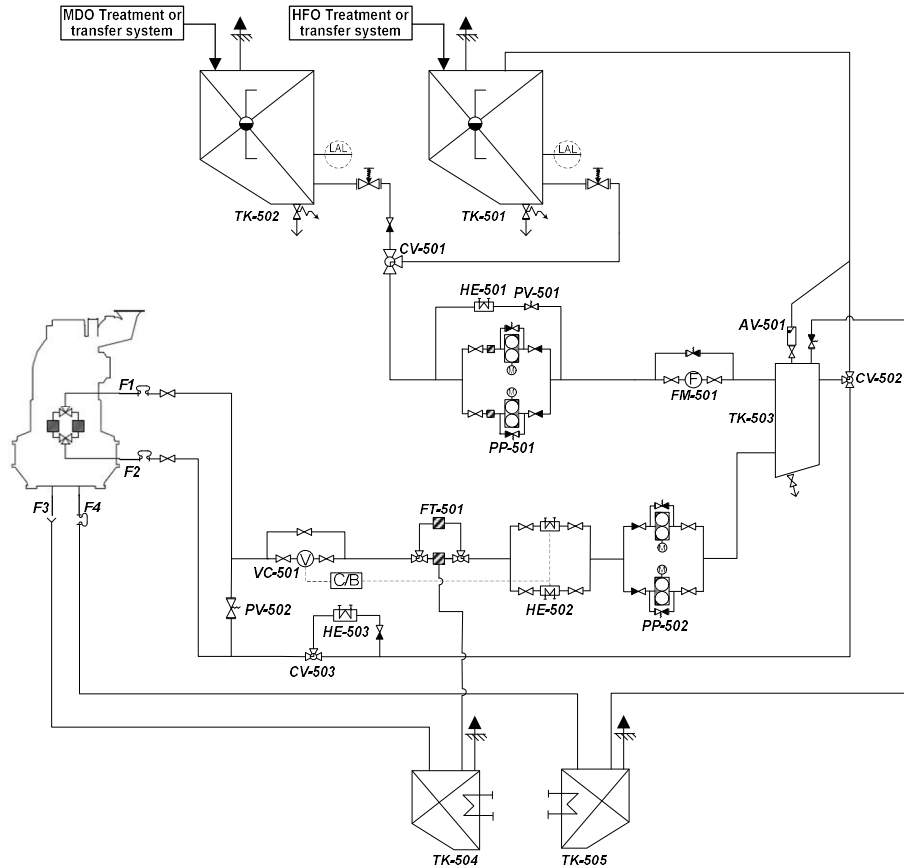 MDO Treatment or
transfer system
HFO Treatment or
transfer system
LAL
LAL
TK-502
TK-501
CV-501
HE-501
PV-501
AV-501
M
M
F
FM-501
CV-502
TK-503
PP-501
F1
F2
F3
F4
FT-501
V
VC-501
C/B
HE-502
M
M
PP-502
PV-502
HE-503
CV-503
TK-504
TK-505